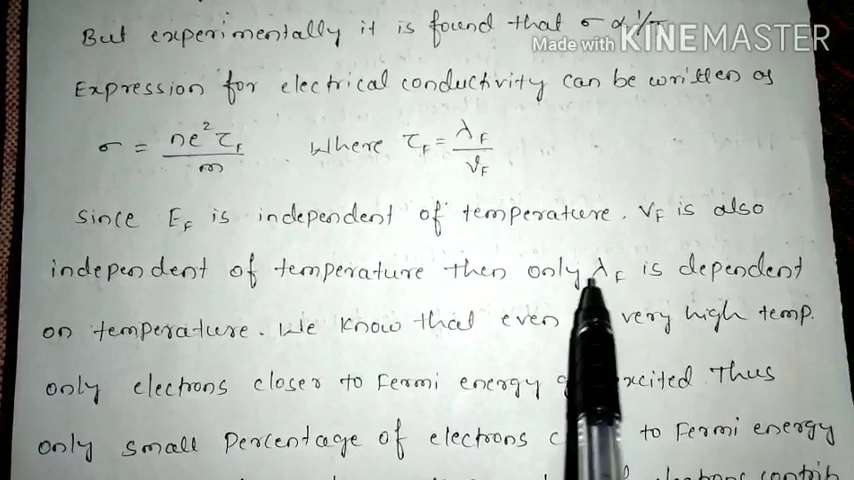 But experimentally it is found that σ α 1/T
Made with KINEMASTER
Expression for electrical conductivity can be written as
σ = ne²τ_F / m Where τ_F = λ_F / v_F
Since E_F is independent of temperature. V_F is also
independent of temperature then only λ_F is dependent
on temperature. We know that even very high temp.
only electrons closer to Fermi energy excited Thus
only small Percentage of electrons to Fermi energy